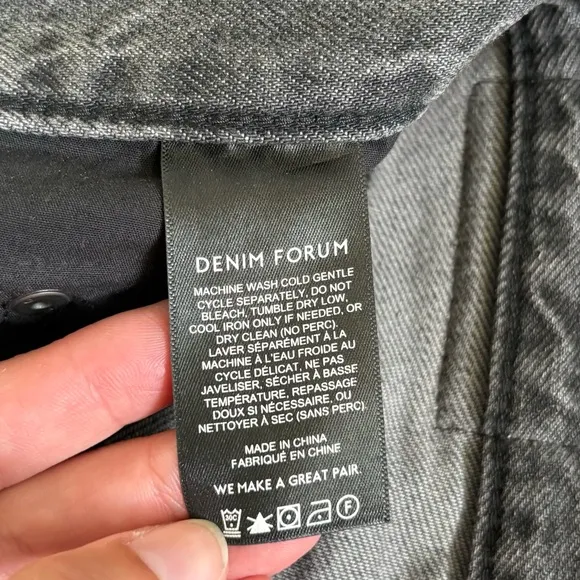 DENIM FORUM
MACHINE WASH COLD GENTLE
CYCLE SEPARATELY, DO NOT
BLEACH, TUMBLE DRY LOW,
COOL IRON ONLY IF NEEDED, OR
DRY CLEAN (NO PERC).
LAVER SÉPARÉMENT À LA
MACHINE À L'EAU FROIDE AU
CYCLE DÉLICAT, NE PAS
JAVELISER, SÉCHER À BASSE
TEMPÉRATURE, REPASSAGE
DOUX SI NÉCESSAIRE, OU
NETTOYER À SEC (SANS PERC).
MADE IN CHINA
FABRIQUÉ EN CHINE
WE MAKE A GREAT PAIR.
30C F